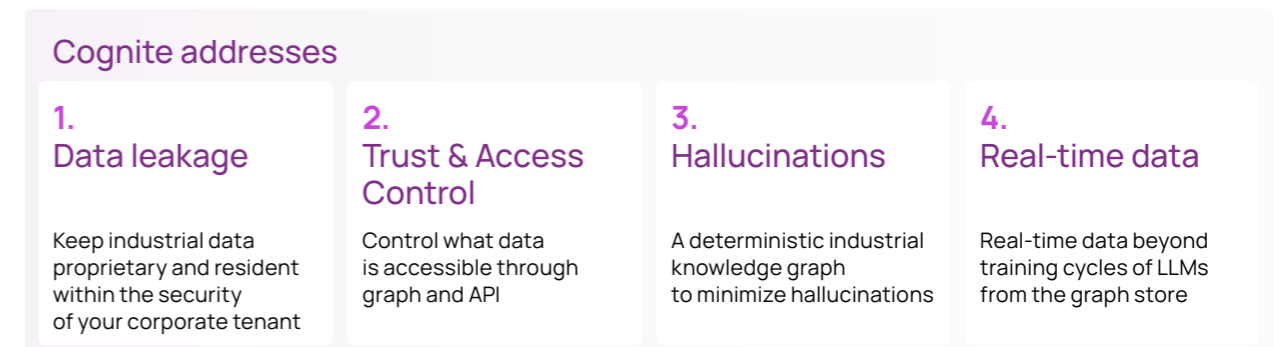 Cognite addresses
1.
Data leakage
Keep industrial data
proprietary and resident
within the security
of your corporate tenant
2.
Trust & Access
Control
Control what data
is accessible through
graph and API
3.
Hallucinations
A deterministic industrial
knowledge graph
to minimize hallucinations
4.
Real-time data
Real-time data beyond
training cycles of LLMs
from the graph store